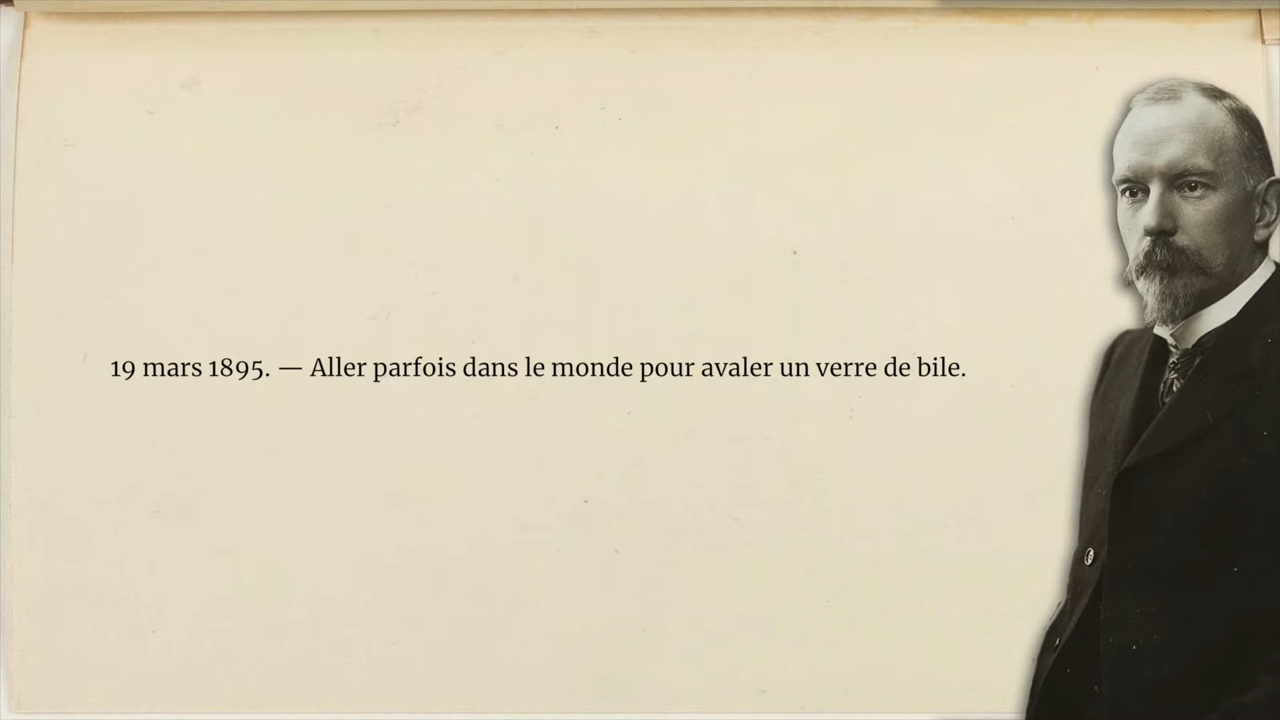 19 mars 1895. — Aller parfois dans le monde pour avaler un verre de bile.